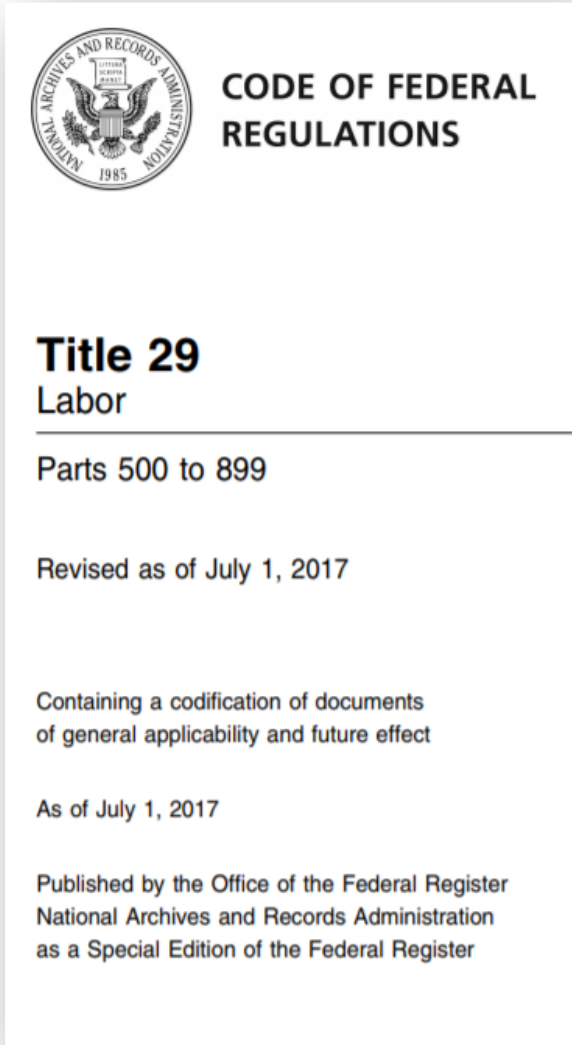 NATIONAL ARCHIVES AND RECORDS ADMINISTRATION
LITTERA
SCRIPTA
MANET
1985
CODE OF FEDERAL
REGULATIONS
Title 29
Labor
Parts 500 to 899
Revised as of July 1, 2017
Containing a codification of documents
of general applicability and future effect
As of July 1, 2017
Published by the Office of the Federal Register
National Archives and Records Administration
as a Special Edition of the Federal Register